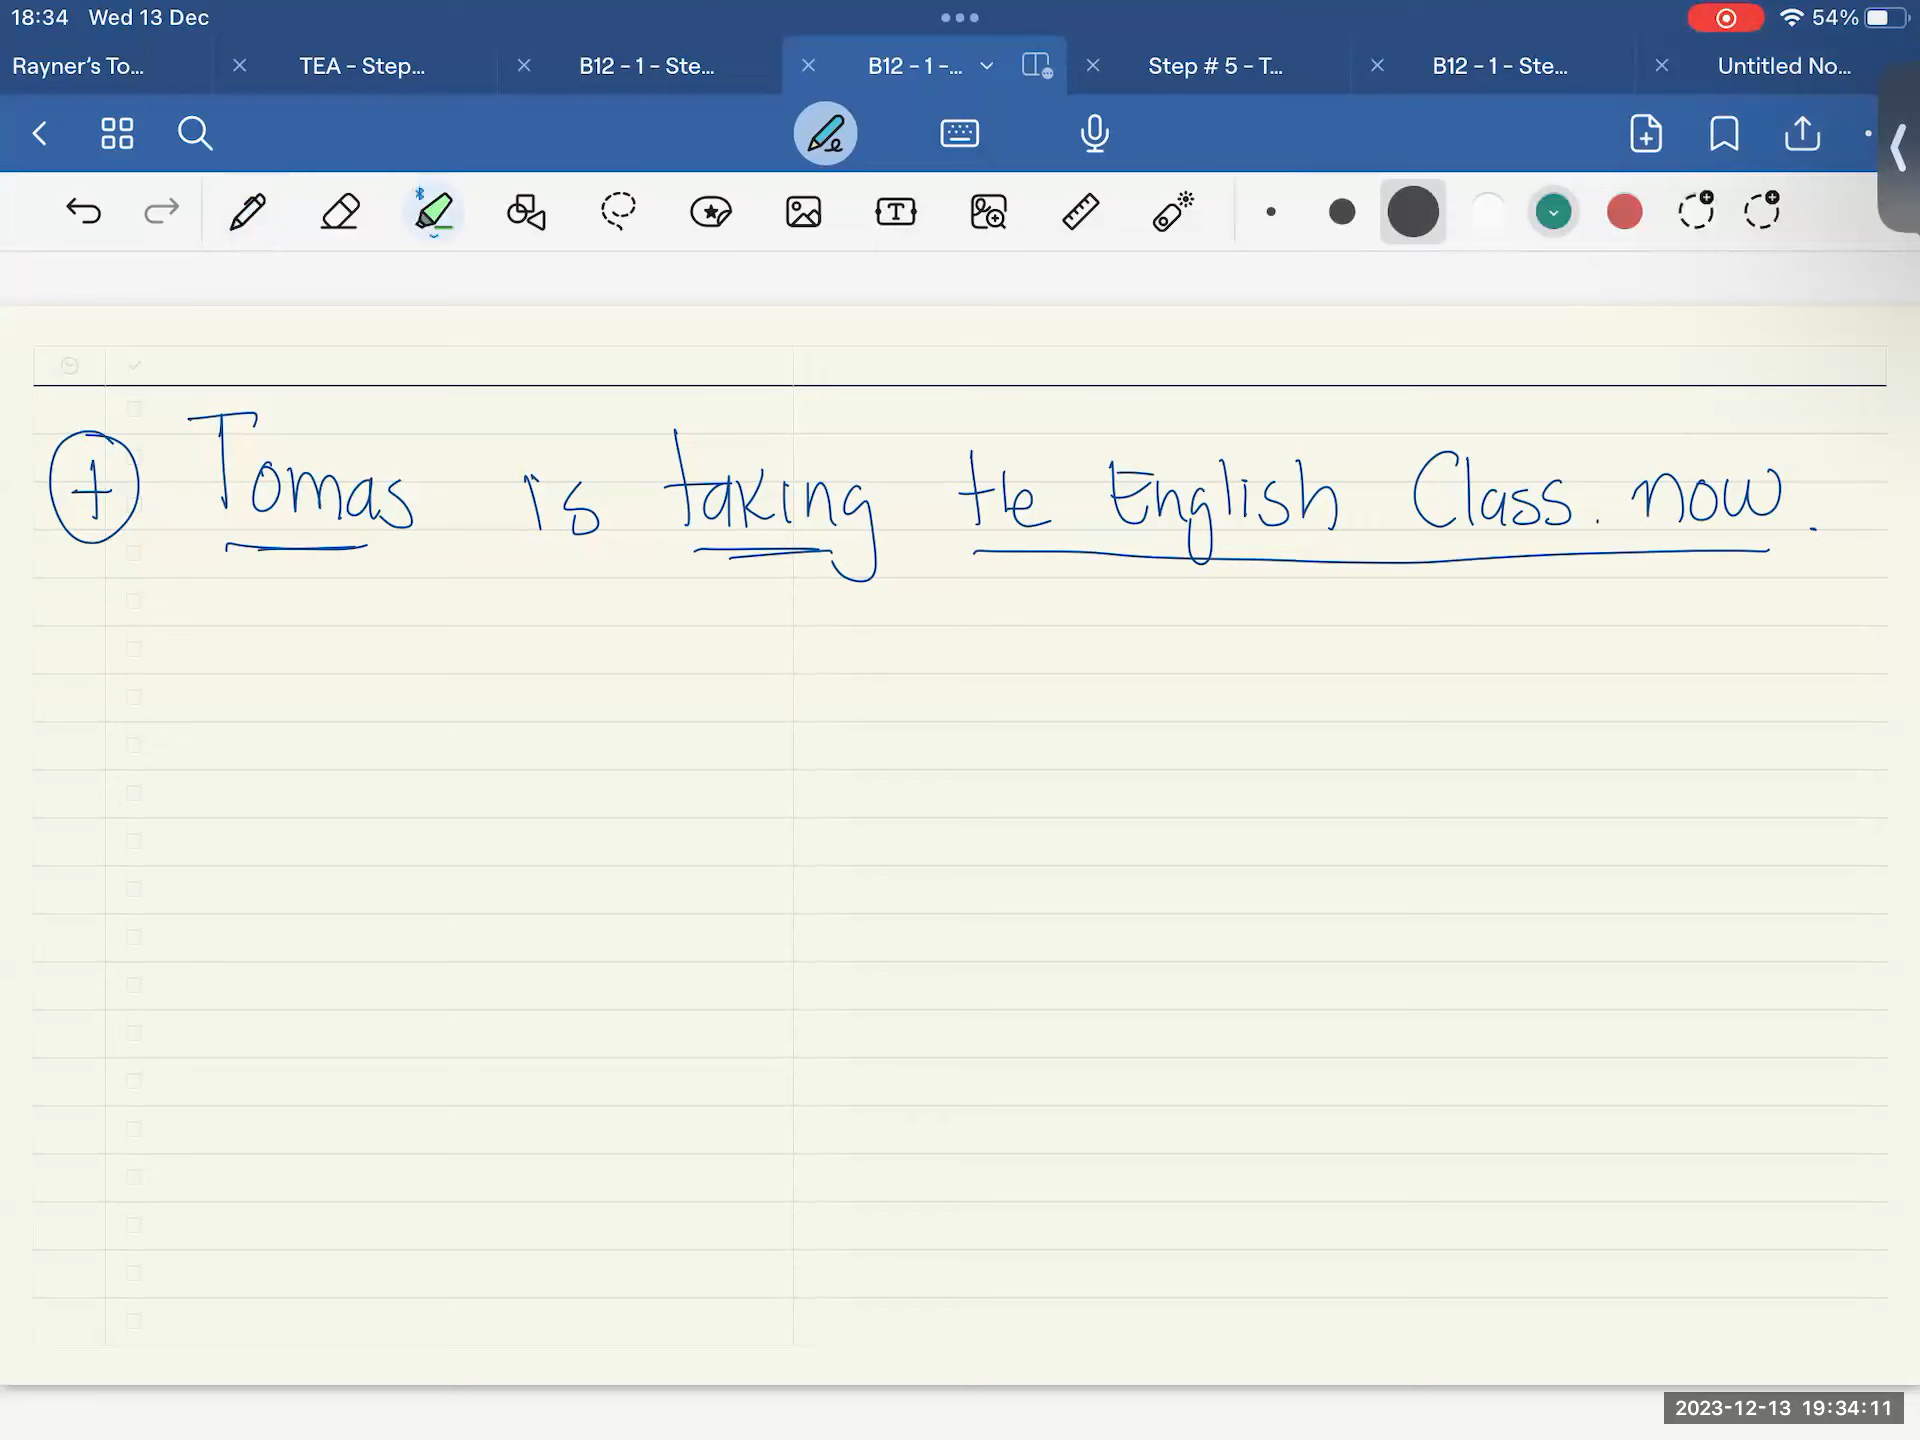 18:34 Wed 13 Dec 54%
Rayner's To... TEA - Step... B12 - 1 - Ste... B12 - 1 -... Step # 5 - T... B12 - 1 - Ste... Untitled No...
+ Tomas is taking the English Class. now.
2023-12-13 19:34:11